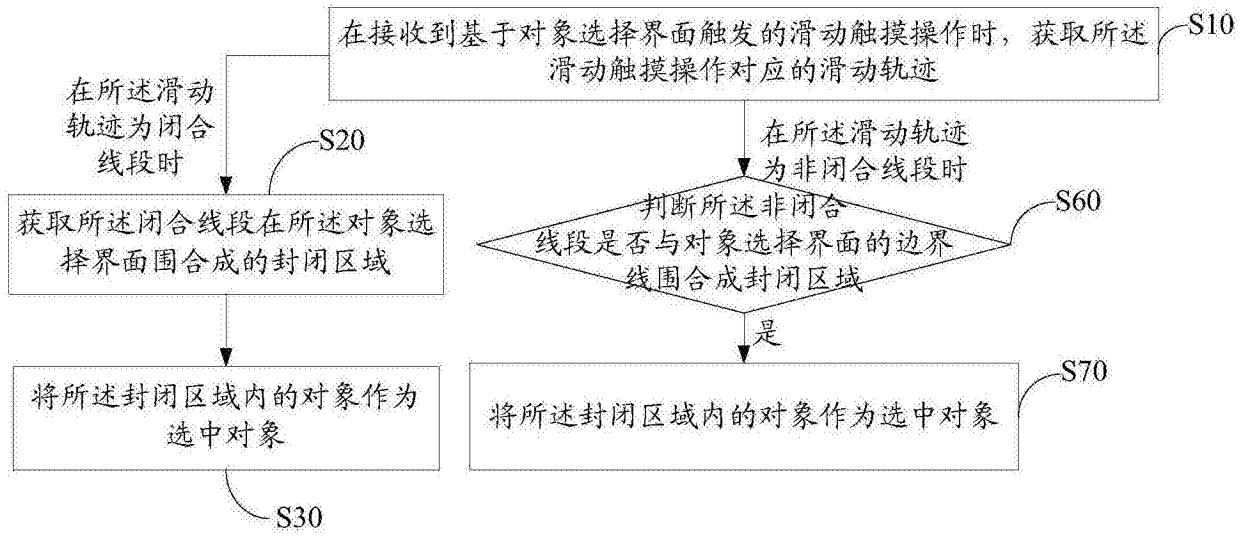 在接收到基于对象选择界面触发的滑动触摸操作时，获取所述
滑动触摸操作对应的滑动轨迹
S10
在所述滑动
轨迹为闭合
线段时
在所述滑动轨迹
为非闭合线段时
S20
获取所述闭合线段在所述对象选
择界面围合成的封闭区域
判断所述非闭合
线段是否与对象选择界面的边界
线围合成封闭区域
S60
是
将所述封闭区域内的对象作为
选中对象
S30
将所述封闭区域内的对象作为选中对象
S70